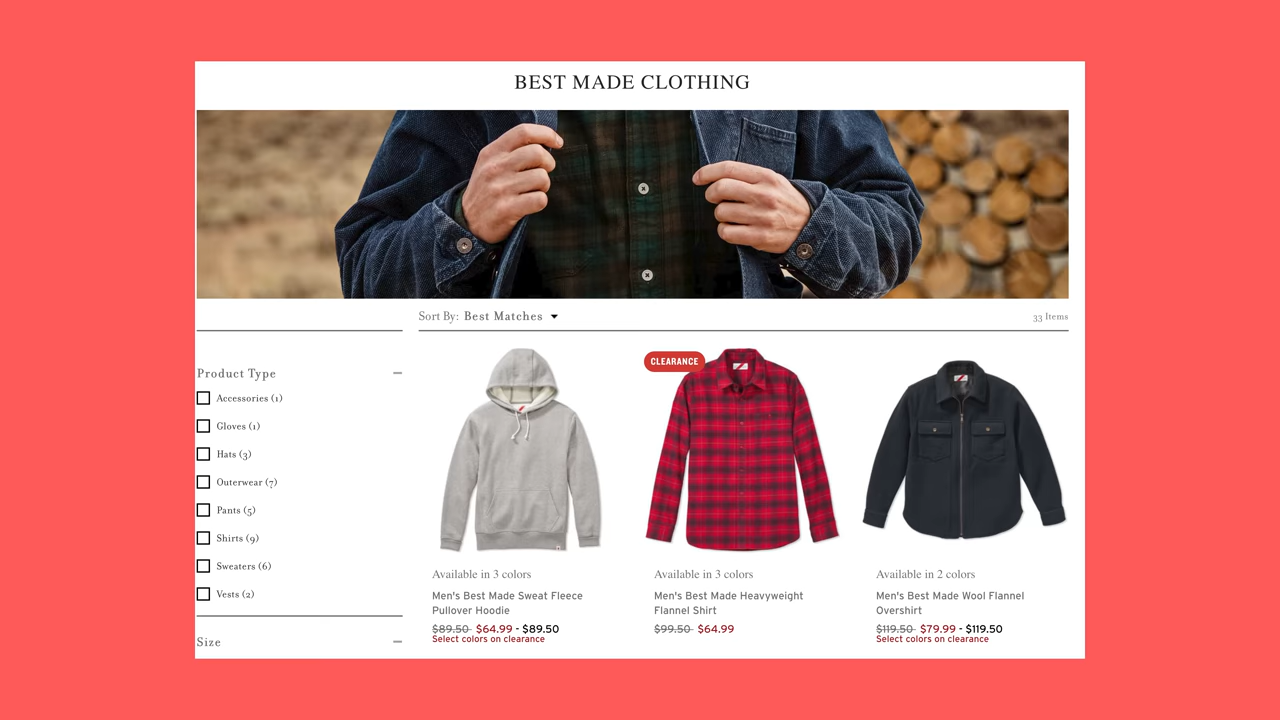 BEST MADE CLOTHING
Sort By: Best Matches
33 Items
Product Type
Accessories (1)
Gloves (1)
Hats (3)
Outerwear (7)
Pants (5)
Shirts (9)
Sweaters (6)
Vests (2)
Size
Available in 3 colors
Men's Best Made Sweat Fleece
Pullover Hoodie
$89.50 $64.99 - $89.50
Select colors on clearance
CLEARANCE
Available in 3 colors
Men's Best Made Heavyweight
Flannel Shirt
$99.50 $64.99
Available in 2 colors
Men's Best Made Wool Flannel
Overshirt
$119.50 $79.99 - $119.50
Select colors on clearance